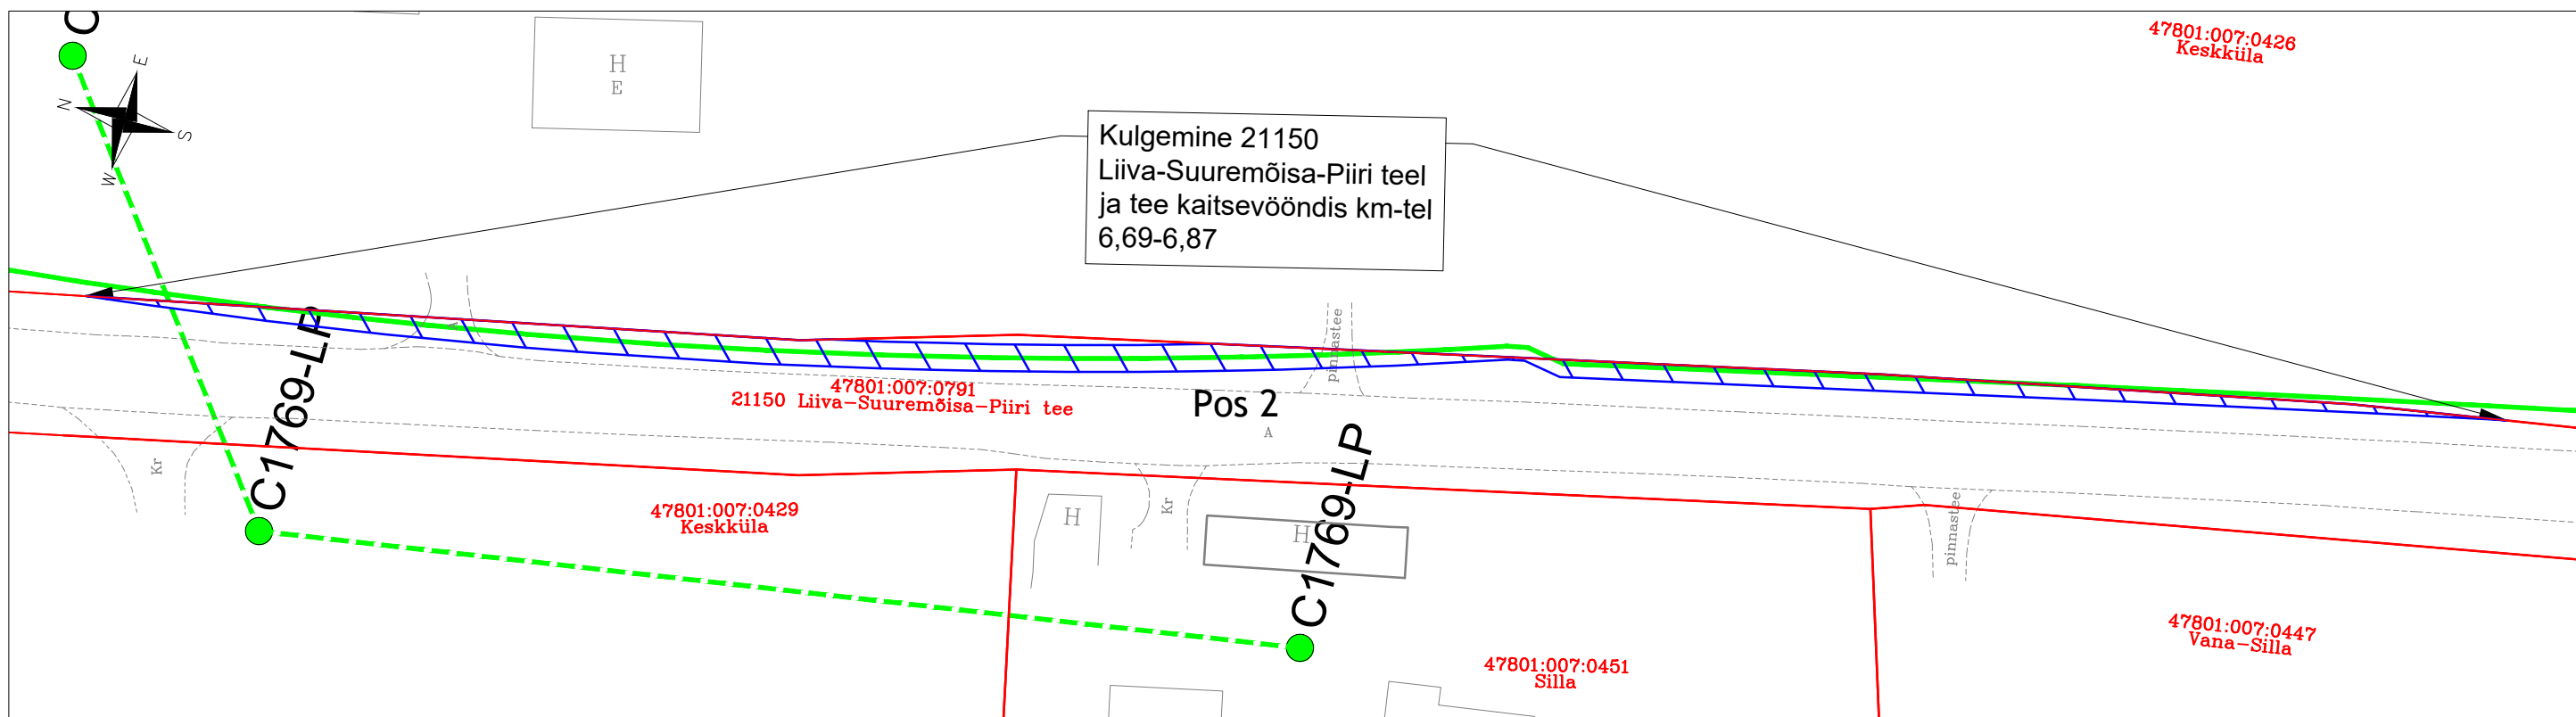 C
E
N
S
W
H
E
47801:007:0426
Keskküla
Kulgemine 21150
Liiva-Suuremõisa-Piiri teel
ja tee kaitsevööndis km-tel
6,69-6,87
pinnastee
C1769-LP
47801:007:0791
21150 Liiva-Suuremõisa-Piiri tee
Pos 2
A
Kr
47801:007:0429
Keskküla
H
Kr
H
C1769-LP
pinnastee
47801:007:0451
Silla
47801:007:0447
Vana-Silla